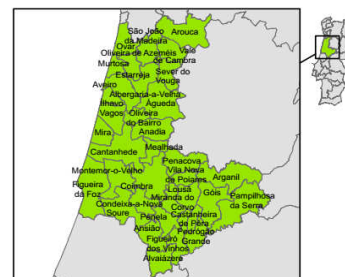 São João
da Madeira
Arouca
Ovar
Oliveira de Azeméis
Vale
de Cambra
Murtosa
Estarreja
Sever do
Vouga
Aveiro
Albergaria-a-Velha
Ílhavo
Águeda
Vagos
Oliveira
do Bairro
Mira
Anadia
Cantanhede
Mealhada
Penacova
Montemor-o-Velho
Vila Nova
de Poiares
Arganil
Figueira
da Foz
Coimbra
Lousã
Góis
Pampilhosa
da Serra
Miranda do
Corvo
Condeixa-a-Nova
Soure
Penela
Castanheira
de Pêra
Ansião
Pedrógão
Grande
Figueiró
dos Vinhos
Alvaiázere